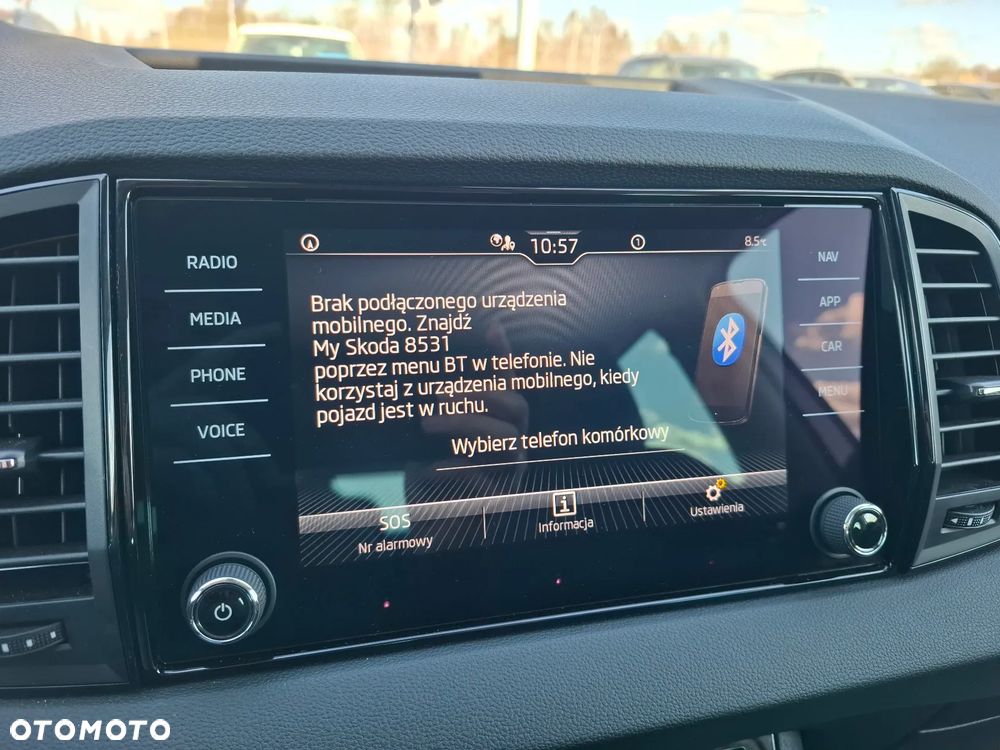 10:57
1
8.5°C
RADIO
MEDIA
PHONE
VOICE
Brak podłączonego urządzenia
mobilnego. Znajdź
My Skoda 8531
poprzez menu BT w telefonie. Nie
korzystaj z urządzenia mobilnego, kiedy
pojazd jest w ruchu.
Wybierz telefon komórkowy
SOS
Nr alarmowy
i
Informacja
Ustawienia
NAV
APP
CAR
MENU
OTOMOTO